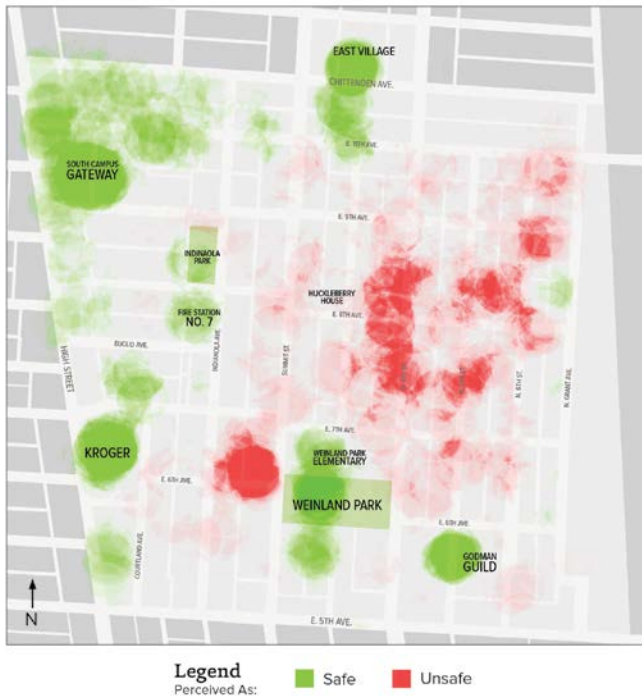 EAST VILLAGE
CHITTENDEN AVE.
E. 11TH AVE.
SOUTH CAMPUS
GATEWAY
E. 9TH AVE.
INDINAOLA
PARK
HUCKLEBERRY
HOUSE
FIRE STATION
NO. 7
E. 8TH AVE.
EUCLID AVE.
HIGH STREET
INDIANOLA AVE.
SUMMIT ST.
N. 6TH ST.
N. GRANT AVE.
E. 7TH AVE.
KROGER
WEINLAND PARK
ELEMENTARY
E. 6TH AVE.
WEINLAND PARK
E. 6TH AVE.
COURTLAND AVE.
GODMAN
GUILD
N
E. 5TH AVE.
Legend
Perceived As:
Safe
Unsafe